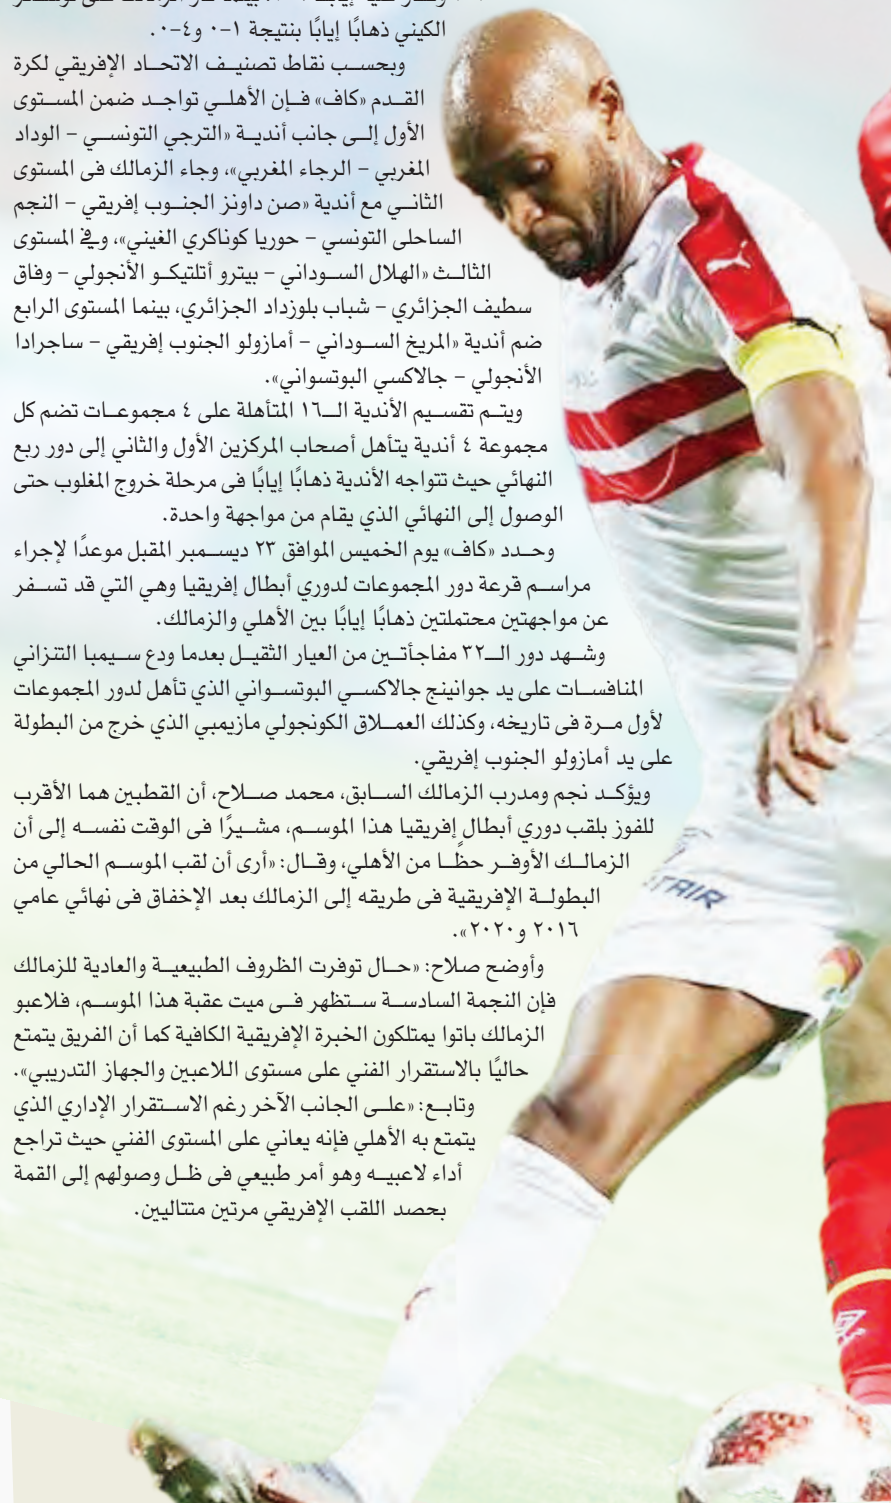 الكيني ذهابًا إيابًا بنتيجة ١-٠ و٤-٠.
وبحسب نقاط تصنيف الاتحاد الإفريقي لكرة
القدم «كاف» فإن الأهلي تواجد ضمن المستوى
الأول إلى جانب أندية «الترجي التونسي – الوداد
المغربي – الرجاء المغربي»، وجاء الزمالك فى المستوى
الثاني مع أندية «صن داونز الجنوب إفريقي – النجم
الساحلى التونسي – حوريا كوناكري الغيني»، وفي المستوى
الثالث «الهلال السوداني – بيترو أتلتيكو الأنجولي – وفاق
سطيف الجزائري – شباب بلوزداد الجزائري، بينما المستوى الرابع
ضم أندية «المريخ السوداني – أمازولو الجنوب إفريقي – ساجرادا
الأنجولي – جالاكسي البوتسواني».
ويتم تقسيم الأندية الـ١٦ المتأهلة على ٤ مجموعات تضم كل
مجموعة ٤ أندية يتأهل أصحاب المركزين الأول والثاني إلى دور ربع
النهائي حيث تتواجه الأندية ذهابًا إيابًا فى مرحلة خروج المغلوب حتى
الوصول إلى النهائي الذي يقام من مواجهة واحدة.
وحدد «كاف» يوم الخميس الموافق ٢٣ ديسمبر المقبل موعدًا لإجراء
مراسم قرعة دور المجموعات لدوري أبطال إفريقيا وهي التي قد تسفر
عن مواجهتين محتملتين ذهابًا إيابًا بين الأهلي والزمالك.
وشهد دور الـ٣٢ مفاجأتين من العيار الثقيل بعدما ودع سيمبا التنزاني
المنافسات على يد جوانينج جالاكسي البوتسواني الذي تأهل لدور المجموعات
لأول مرة فى تاريخه، وكذلك العملاق الكونجولي مازيمبي الذي خرج من البطولة
على يد أمازولو الجنوب إفريقي.
ويؤكد نجم ومدرب الزمالك السابق، محمد صلاح، أن القطبين هما الأقرب
للفوز بلقب دوري أبطال إفريقيا هذا الموسم، مشيرًا فى الوقت نفسه إلى أن
الزمالك الأوفر حظًا من الأهلي، وقال: «أرى أن لقب الموسم الحالي من
البطولة الإفريقية فى طريقه إلى الزمالك بعد الإخفاق فى نهائي عامي
٢٠١٦ و٢٠٢٠».
وأوضح صلاح: «حال توفرت الظروف الطبيعية والعادية للزمالك
فإن النجمة السادسة ستظهر فى ميت عقبة هذا الموسم، فلاعبو
الزمالك باتوا يمتلكون الخبرة الإفريقية الكافية كما أن الفريق يتمتع
حاليًا بالاستقرار الفني على مستوى اللاعبين والجهاز التدريبي».
وتابع: «على الجانب الآخر رغم الاستقرار الإداري الذي
يتمتع به الأهلي فإنه يعاني على المستوى الفني حيث تراجع
أداء لاعبيه وهو أمر طبيعي فى ظل وصولهم إلى القمة
بحصد اللقب الإفريقي مرتين متتاليين.